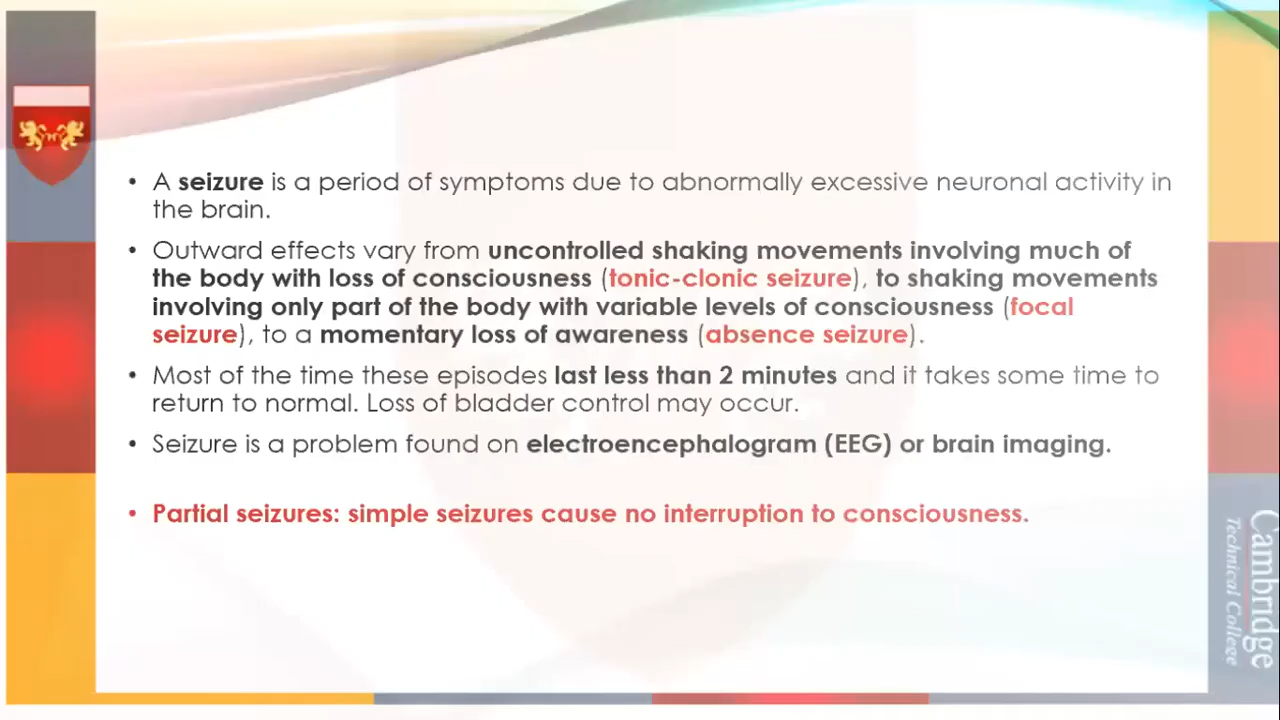 • A seizure is a period of symptoms due to abnormally excessive neuronal activity in
the brain.
• Outward effects vary from uncontrolled shaking movements involving much of
the body with loss of consciousness (tonic-clonic seizure), to shaking movements
involving only part of the body with variable levels of consciousness (focal
seizure), to a momentary loss of awareness (absence seizure).
• Most of the time these episodes last less than 2 minutes and it takes some time to
return to normal. Loss of bladder control may occur.
• Seizure is a problem found on electroencephalogram (EEG) or brain imaging.
• Partial seizures: simple seizures cause no interruption to consciousness.
Cambridge
Technical College